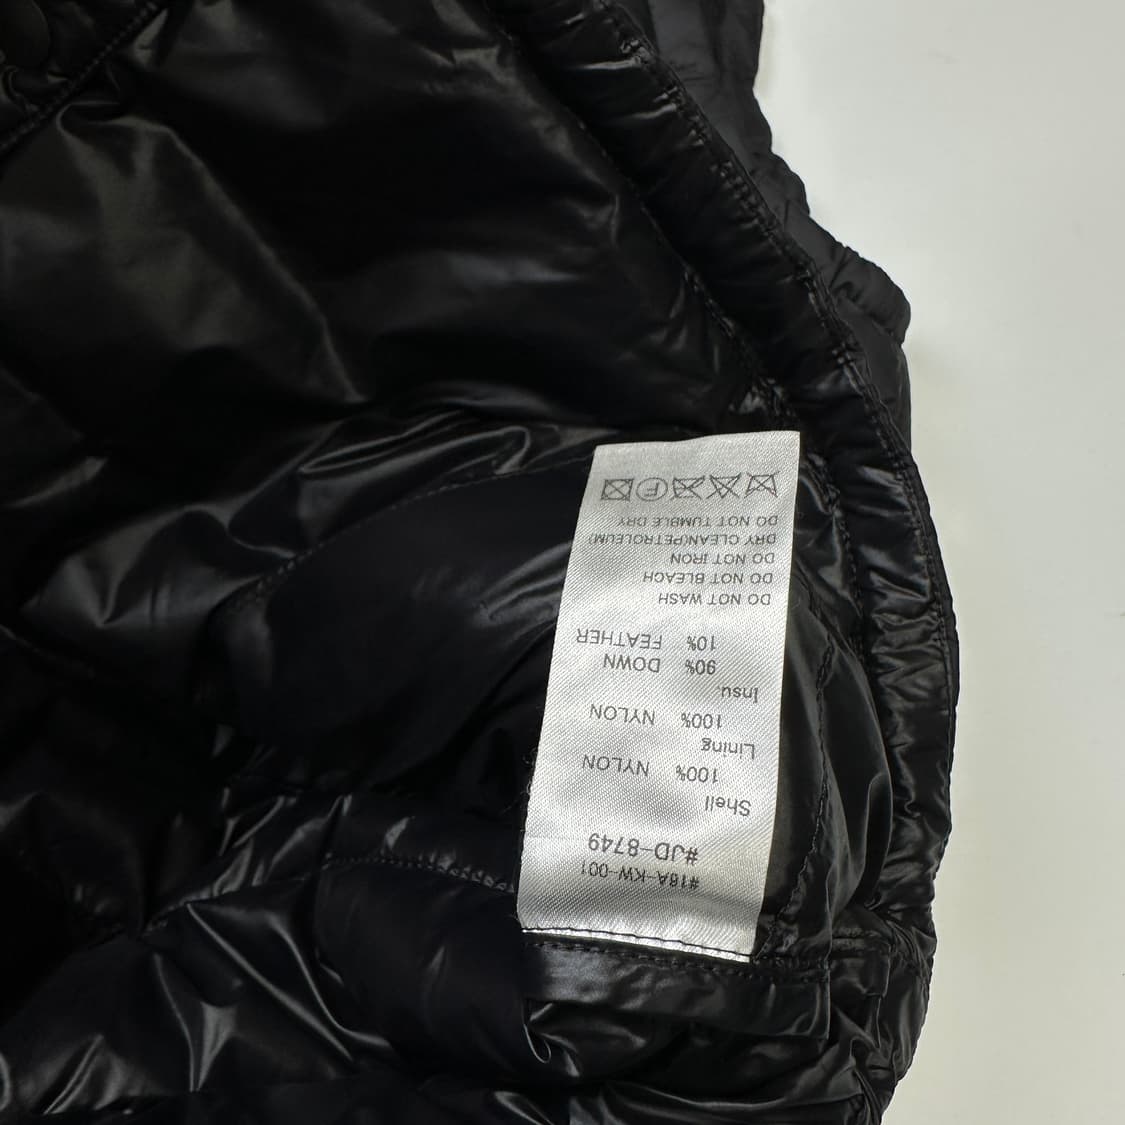 #18A-KW-001
#JD-8749
Shell
100% NYLON
Lining
100% NYLON
Insu.
90% DOWN
10% FEATHER
DO NOT WASH
DO NOT BLEACH
DO NOT IRON
DRY CLEAN(PETROLEUM)
DO NOT TUMBLE DRY
F